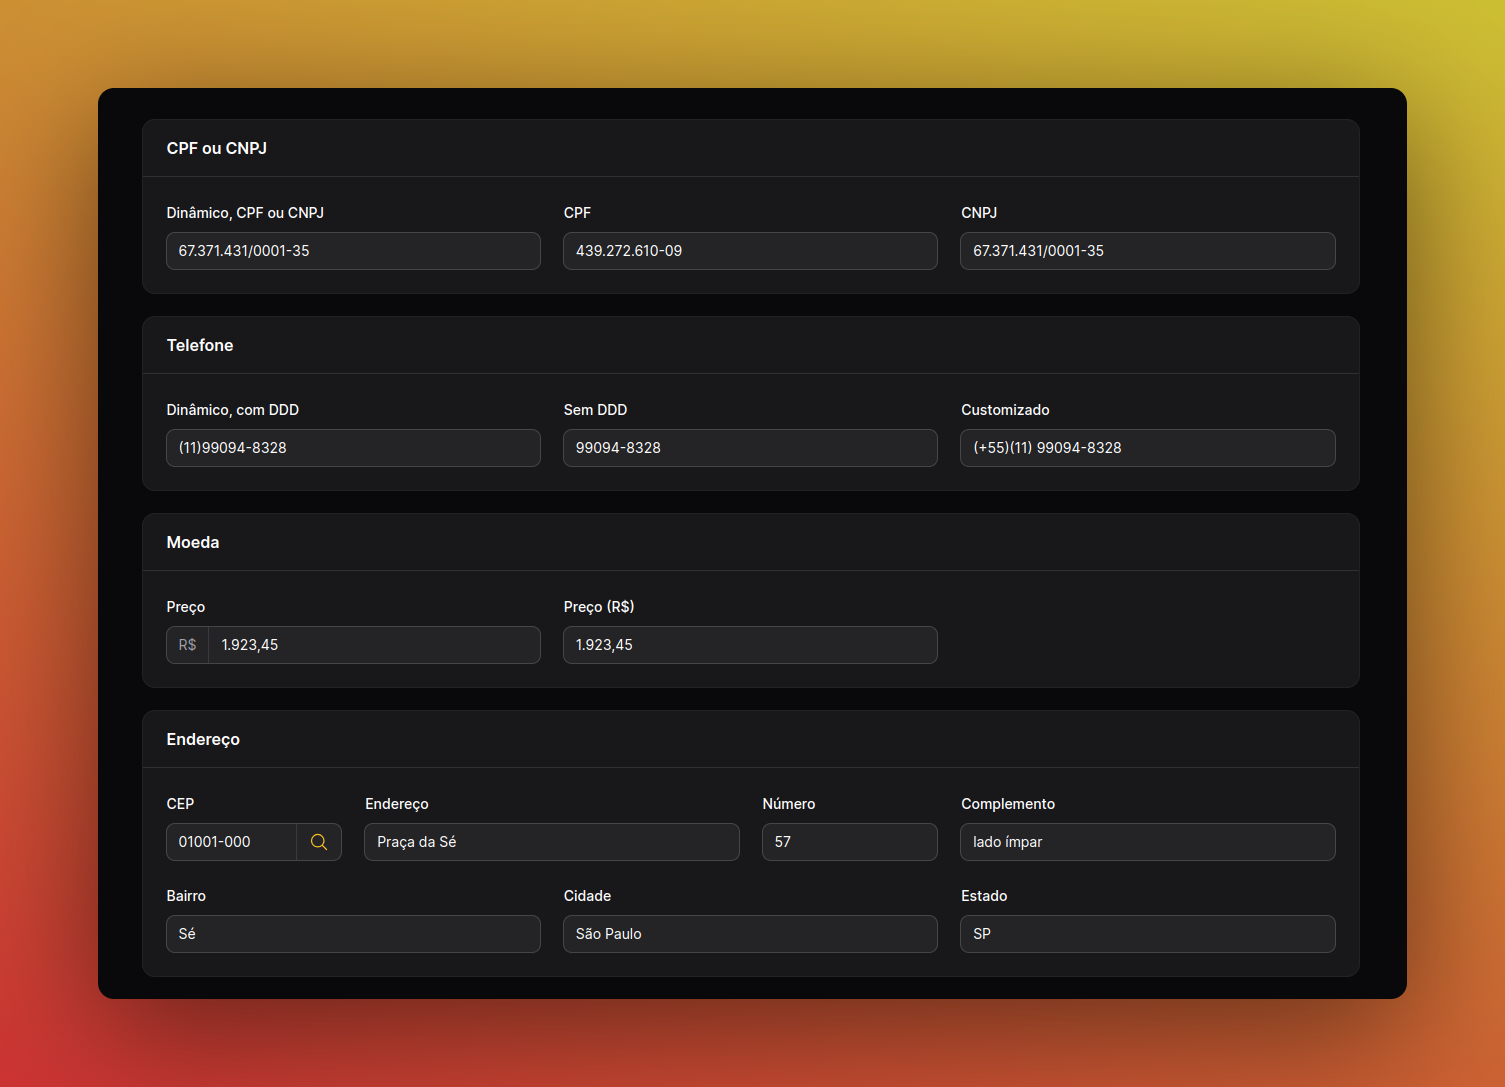 CPF ou CNPJ
Dinâmico, CPF ou CNPJ CPF CNPJ
67.371.431/0001-35 439.272.610-09 67.371.431/0001-35
Telefone
Dinâmico, com DDD Sem DDD Customizado
(11)99094-8328 99094-8328 (+55)(11) 99094-8328
Moeda
Preço Preço (R$)
R$ 1.923,45 1.923,45
Endereço
CEP Endereço Número Complemento
01001-000 Praça da Sé 57 lado ímpar
Bairro Cidade Estado
Sé São Paulo SP